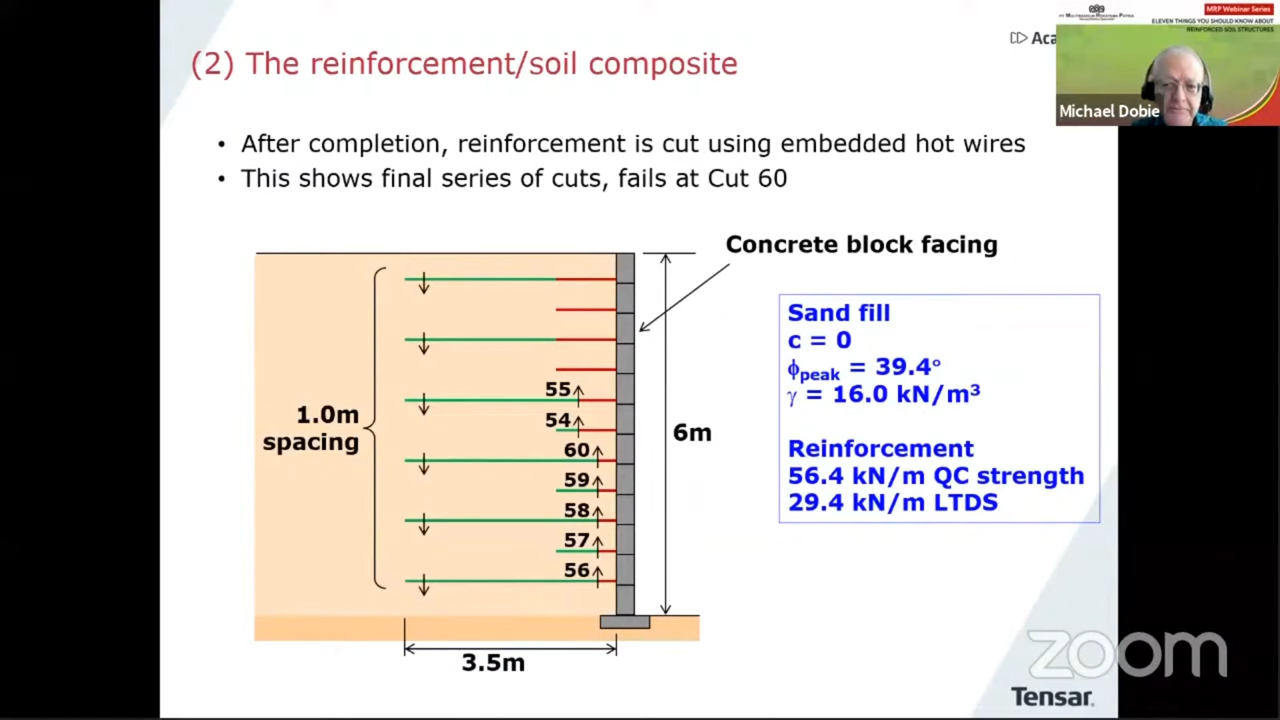 MRP Webinar Series
ELEVEN THINGS YOU SHOULD KNOW ABOUT
REINFORCED SOIL STRUCTURES
Michael Dobie
(2) The reinforcement/soil composite
• After completion, reinforcement is cut using embedded hot wires
• This shows final series of cuts, fails at Cut 60
Concrete block facing
Sand fill
c = 0
ϕpeak = 39.4°
γ = 16.0 kN/m³
Reinforcement
56.4 kN/m QC strength
29.4 kN/m LTDS
1.0m
spacing
55
54
60
59
58
57
56
6m
3.5m
zoom
Tensar.